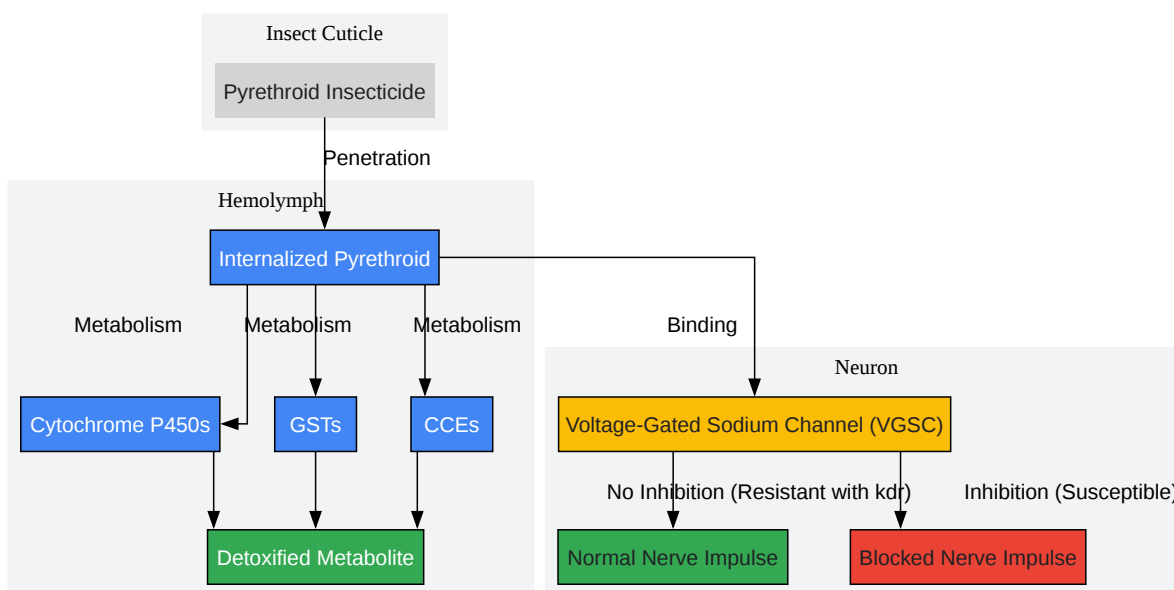 Insect Cuticle
Pyrethroid Insecticide
Penetration
Hemolymph
Internalized Pyrethroid
Metabolism
Metabolism
Metabolism
Binding
Neuron
Cytochrome P450s
GSTs
CCEs
Voltage-Gated Sodium Channel (VGSC)
No Inhibition (Resistant with kdr)
Inhibition (Susceptible)
Detoxified Metabolite
Normal Nerve Impulse
Blocked Nerve Impulse